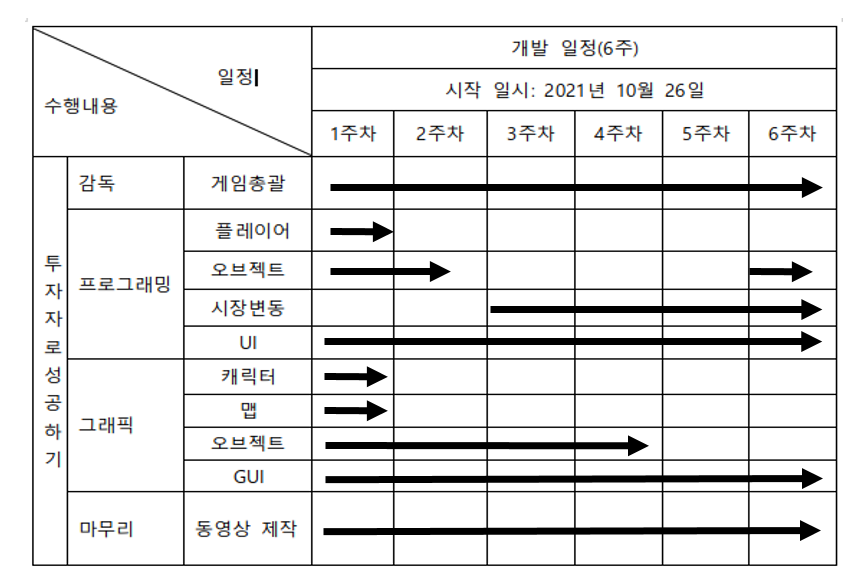 개발 일정(6주)
일정
시작 일시: 2021년 10월 26일
수행내용
1주차 2주차 3주차 4주차 5주차 6주차
투자자로성공하기
감독 게임총괄
프로그래밍 플레이어
오브젝트
시장변동
UI
그래픽 캐릭터
맵
오브젝트
GUI
마무리 동영상 제작